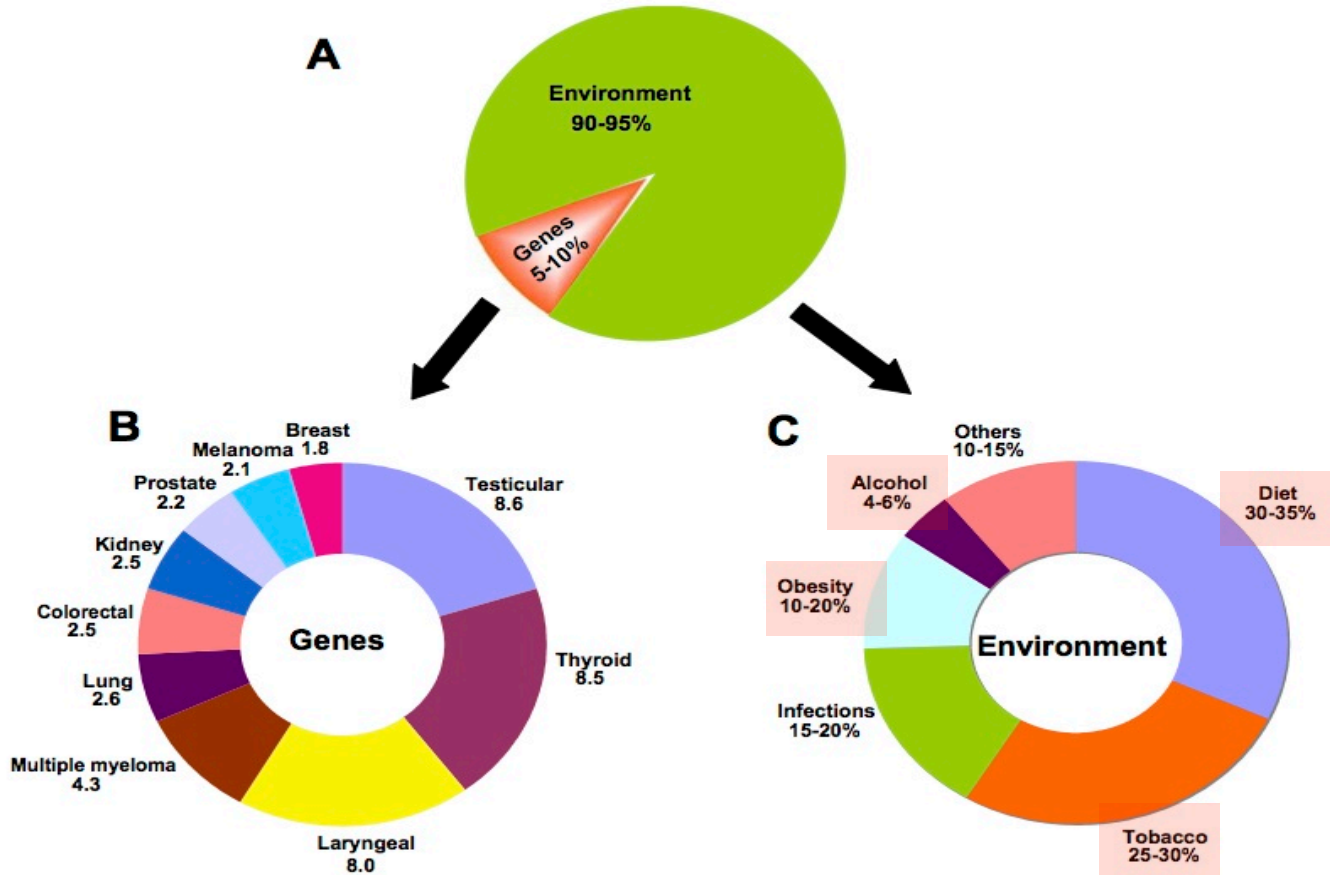 A
Environment
90-95%
Genes
5-10%
B
Breast
1.8
Melanoma
2.1
Prostate
2.2
Kidney
2.5
Colorectal
2.5
Lung
2.6
Multiple myeloma
4.3
Laryngeal
8.0
Thyroid
8.5
Testicular
8.6
Genes
C
Others
10-15%
Alcohol
4-6%
Obesity
10-20%
Infections
15-20%
Tobacco
25-30%
Diet
30-35%
Environment